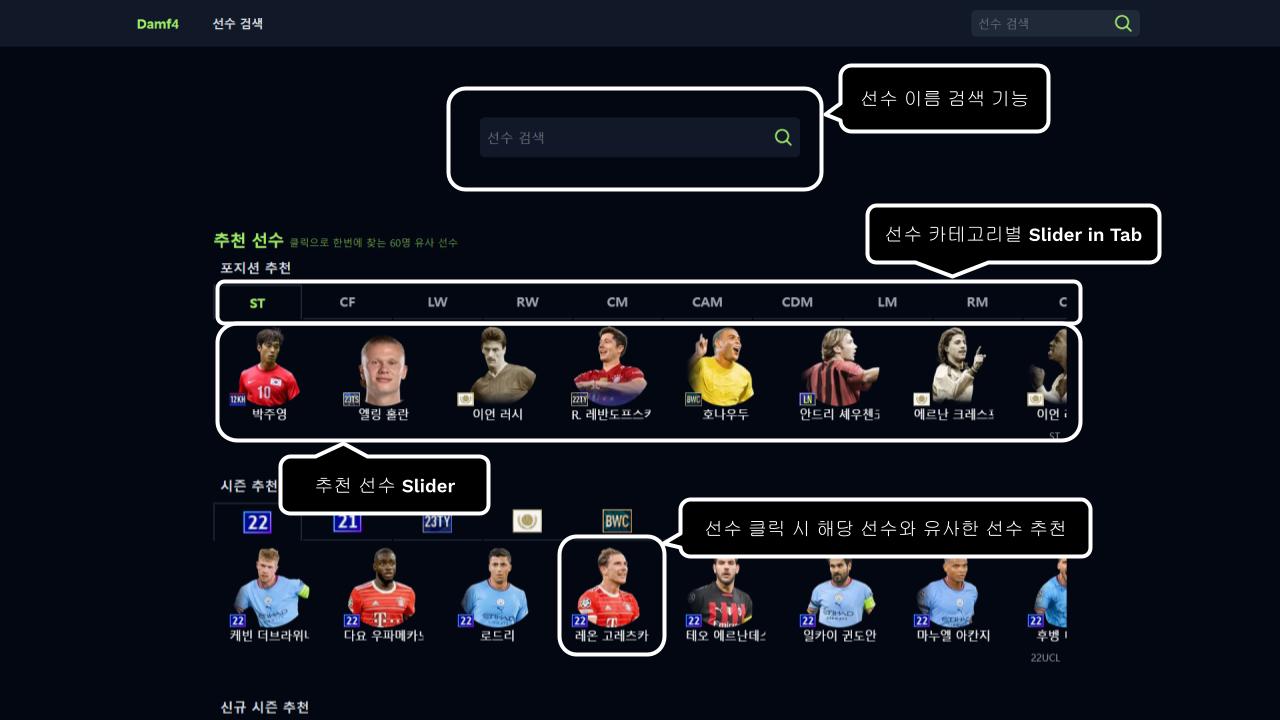 Damf4
선수 검색
선수 검색
선수 이름 검색 기능
선수 검색
선수 카테고리별 Slider in Tab
추천 선수 클릭으로 한번에 찾는 60명 유사 선수
포지션 추천
ST CF LW RW CM CAM CDM LM RM C
10
12KH 23TS 22TY BWC LN
박주영 엘링 홀란 이언 러시 R. 레반도프스키 호나우두 안드리 셰우첸코 에르난 크레스포 이언
ST
추천 선수 Slider
시즌 추천
22 21 23TY BWC
선수 클릭 시 해당 선수와 유사한 선수 추천
22 22 22 22 22 22 22 22
케빈 더브라위너 다요 우파메카노 로드리 레온 고레츠카 테오 에르난데스 일카이 귄도안 마누엘 아칸지 후벵
22UCL
신규 시즌 추천